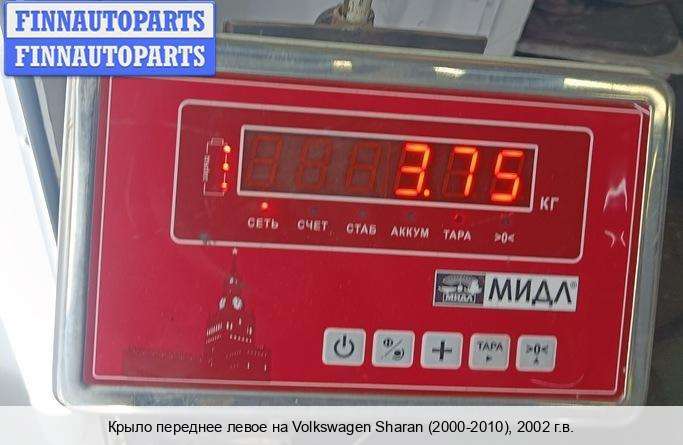 FINNAUTOPARTS
FINNAUTOPARTS
3.75
КГ
СЕТЬ СЧЕТ СТАБ АККУМ ТАРА >0<
МИДЛ МИДЛ®
ТАРА >0<
Крыло переднее левое на Volkswagen Sharan (2000-2010), 2002 г.в.